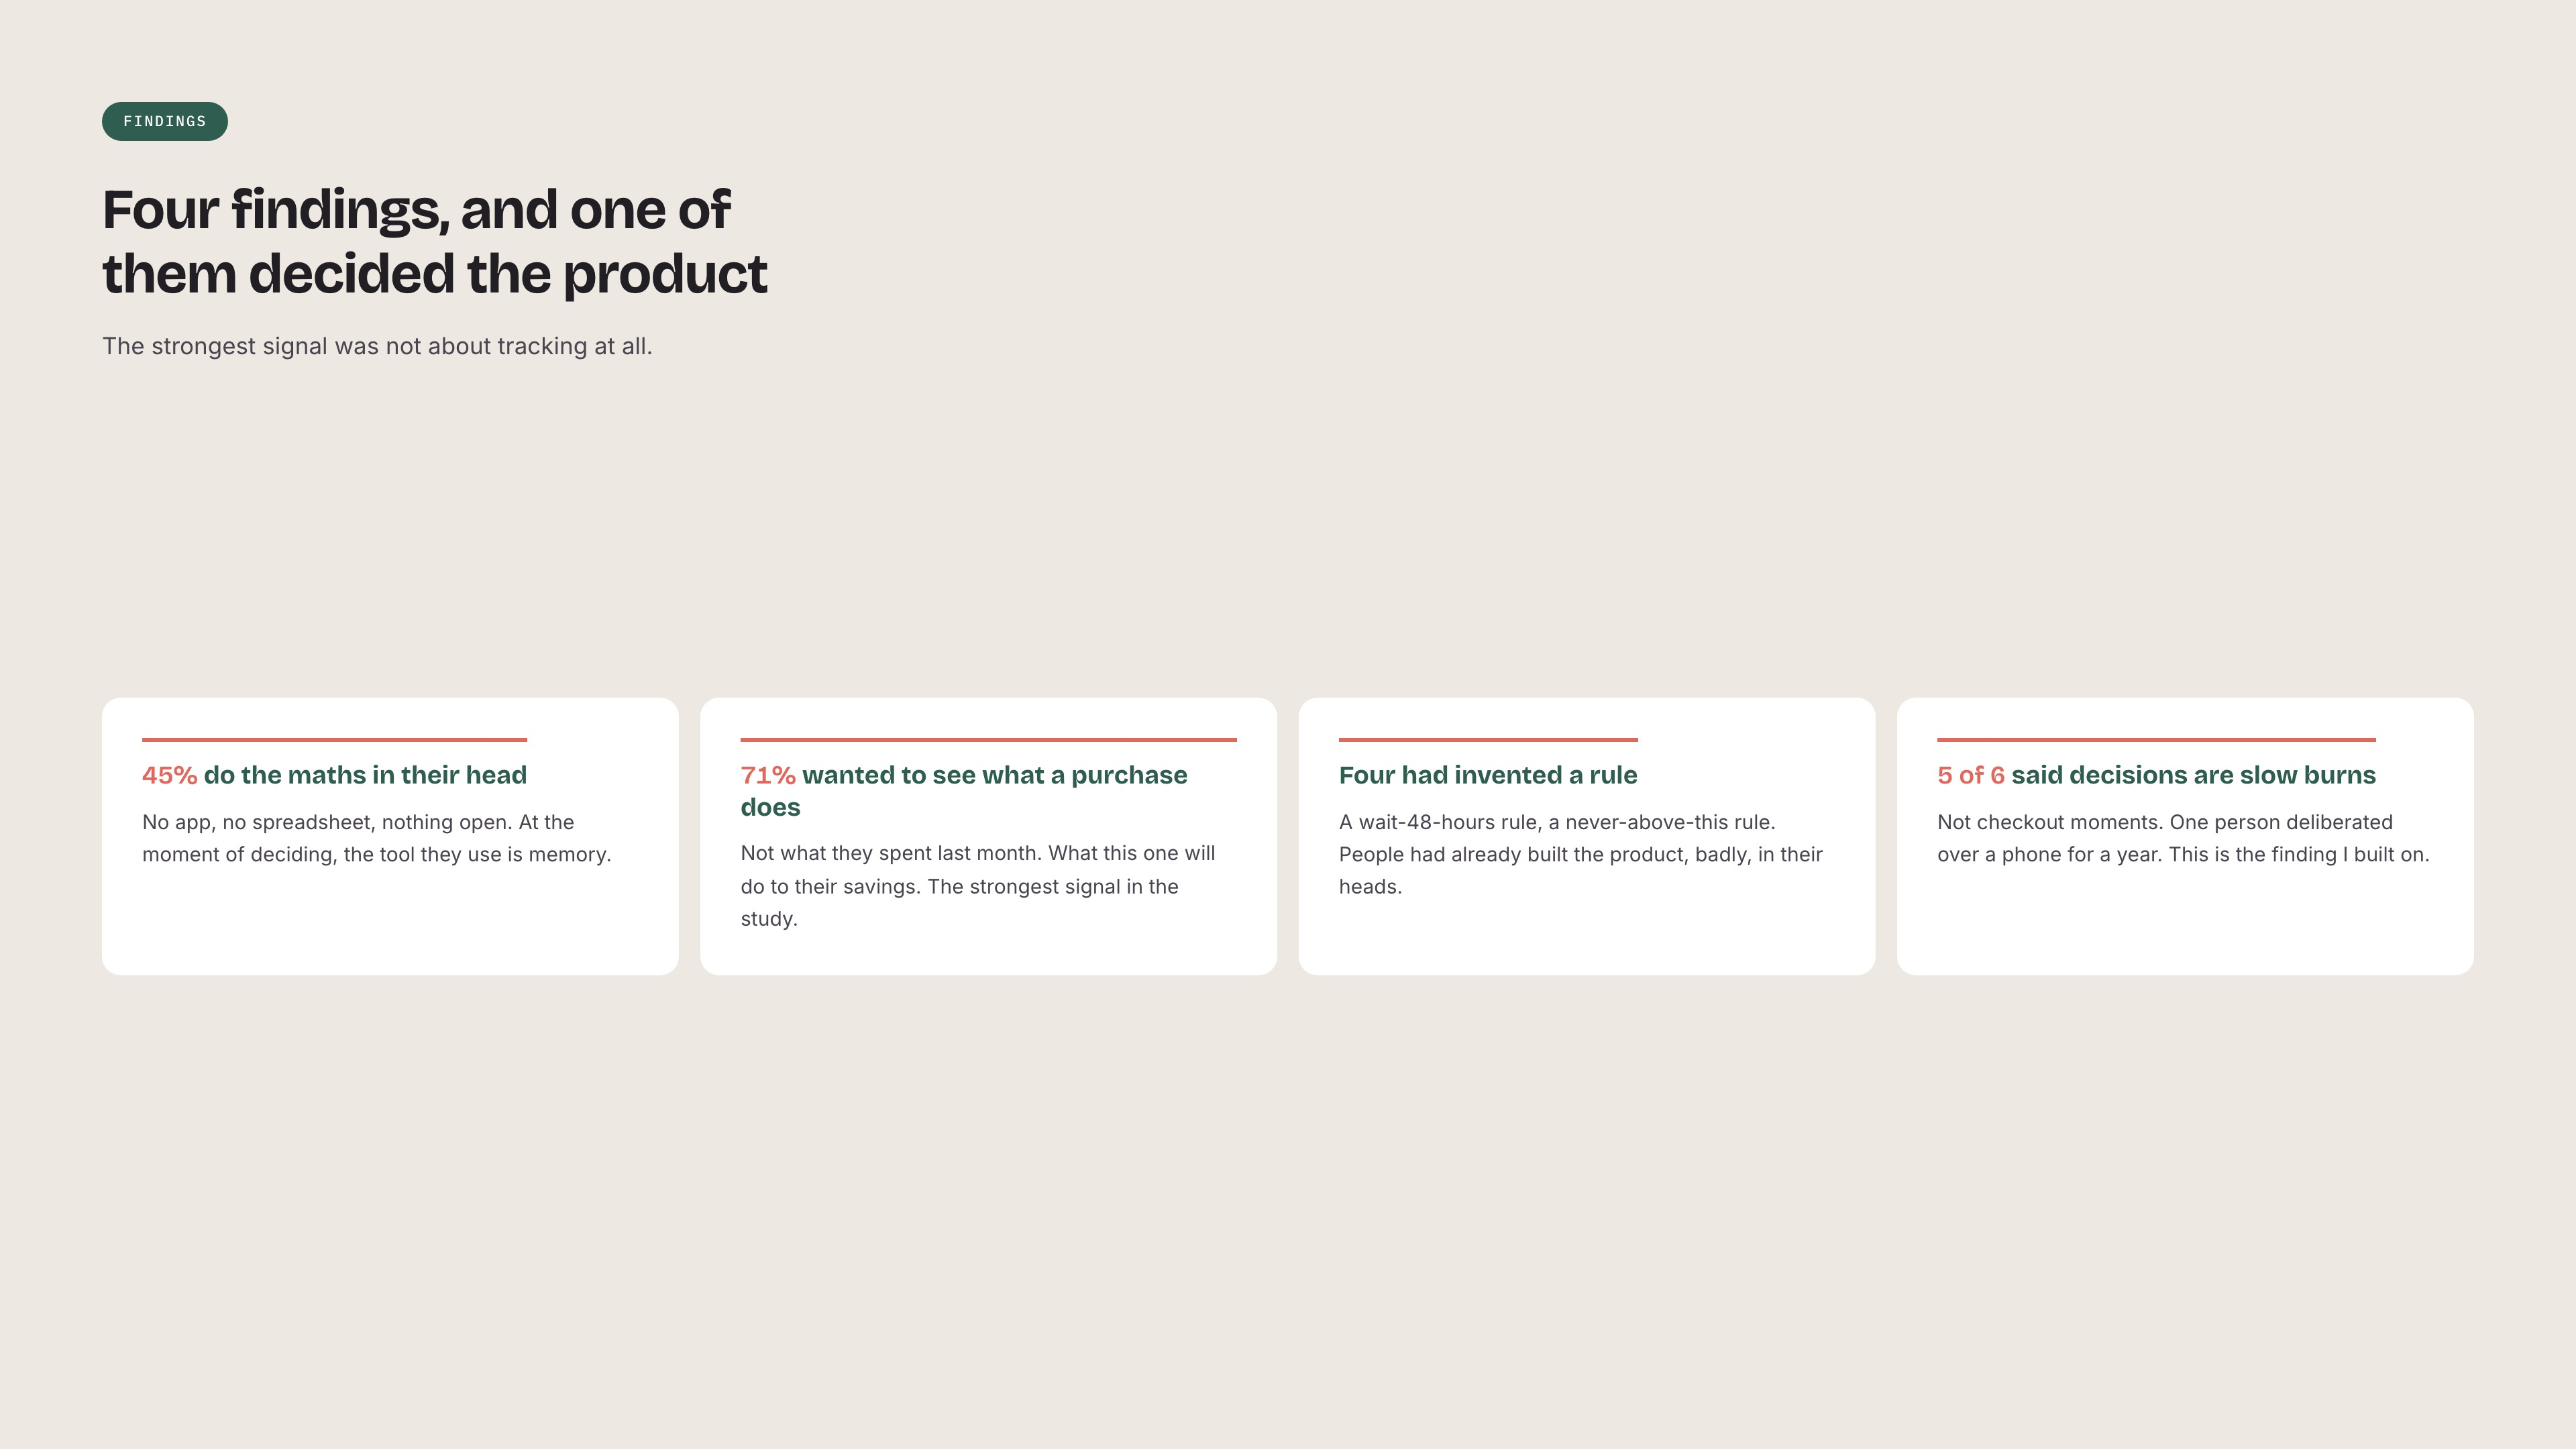 FINDINGS
Four findings, and one of
them decided the product
The strongest signal was not about tracking at all.
45% do the maths in their head
No app, no spreadsheet, nothing open. At the
moment of deciding, the tool they use is memory.
71% wanted to see what a purchase
does
Not what they spent last month. What this one will
do to their savings. The strongest signal in the
study.
Four had invented a rule
A wait-48-hours rule, a never-above-this rule.
People had already built the product, badly, in their
heads.
5 of 6 said decisions are slow burns
Not checkout moments. One person deliberated
over a phone for a year. This is the finding I built on.